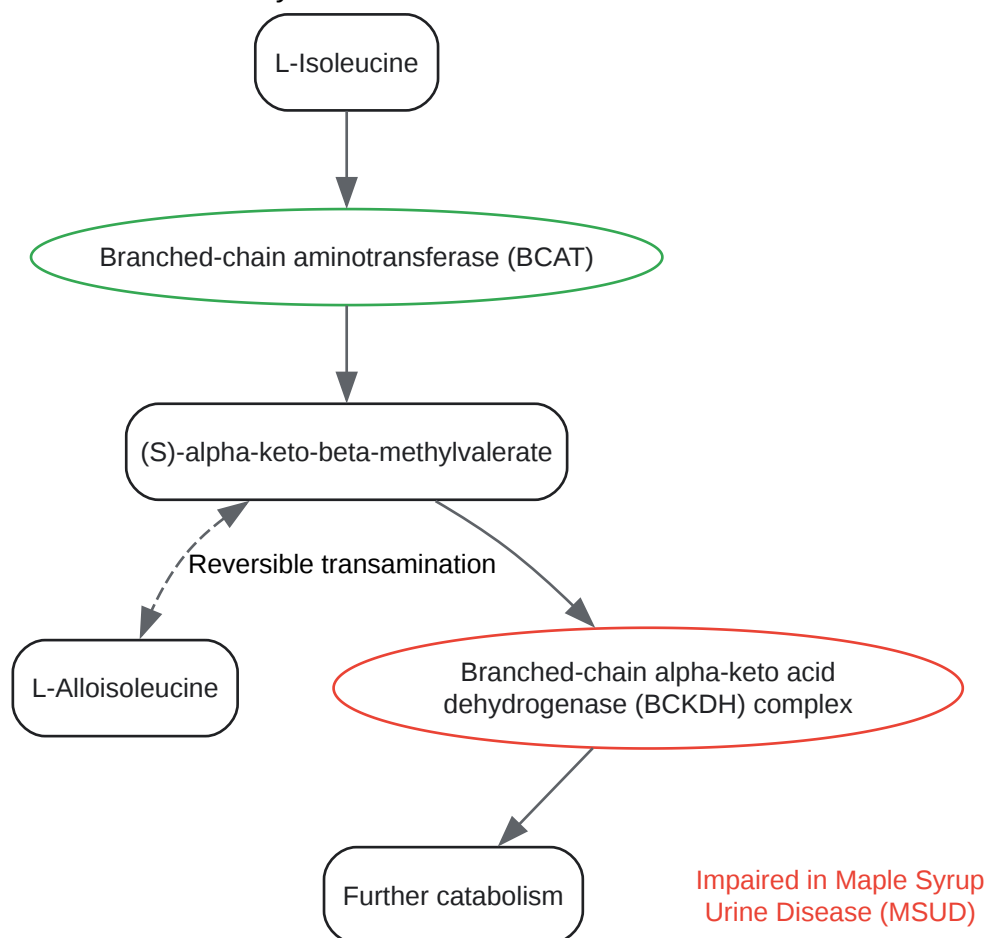 L-Isoleucine
Branched-chain aminotransferase (BCAT)
(S)-alpha-keto-beta-methylvalerate
Reversible transamination
L-Alloisoleucine
Branched-chain alpha-keto acid
dehydrogenase (BCKDH) complex
Further catabolism
Impaired in Maple Syrup
Urine Disease (MSUD)